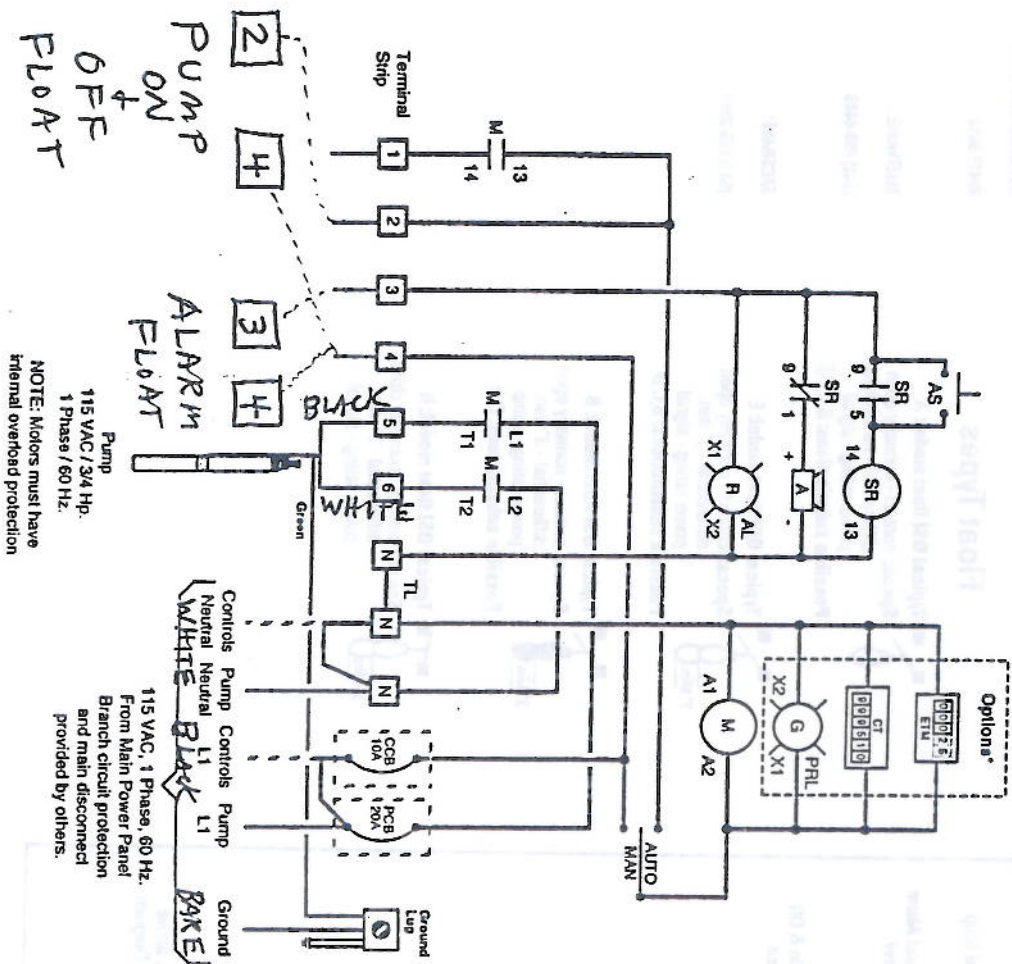 Options*
00002.5
ETM
000510
CT
X2 G X1
PRL
A1 M A2
AUTO
MAN
AS
9 SR 5
14 SR 13
9 SR 1
+ A -
X1 R X2
AL
13
M
14
L1
M
T1
L2
M
T2
TL
CCB
10A
PCB
20A
Ground
Lug
Terminal
Strip
1
2
3
4
5
6
N
N
N
BLACK
WHITE
Green
2
4
PUMP
ON
+
OFF
FLOAT
3
4
ALARM
FLOAT
Pump
115 VAC / 3/4 Hp.
1 Phase / 60 Hz.
NOTE: Motors must have
internal overload protection
Controls Pump Controls Pump Ground
Neutral Neutral L1 L1
WHITE BLACK BARE
115 VAC, 1 Phase, 60 Hz.
From Main Power Panel
Branch circuit protection
and main disconnect
provided by others.